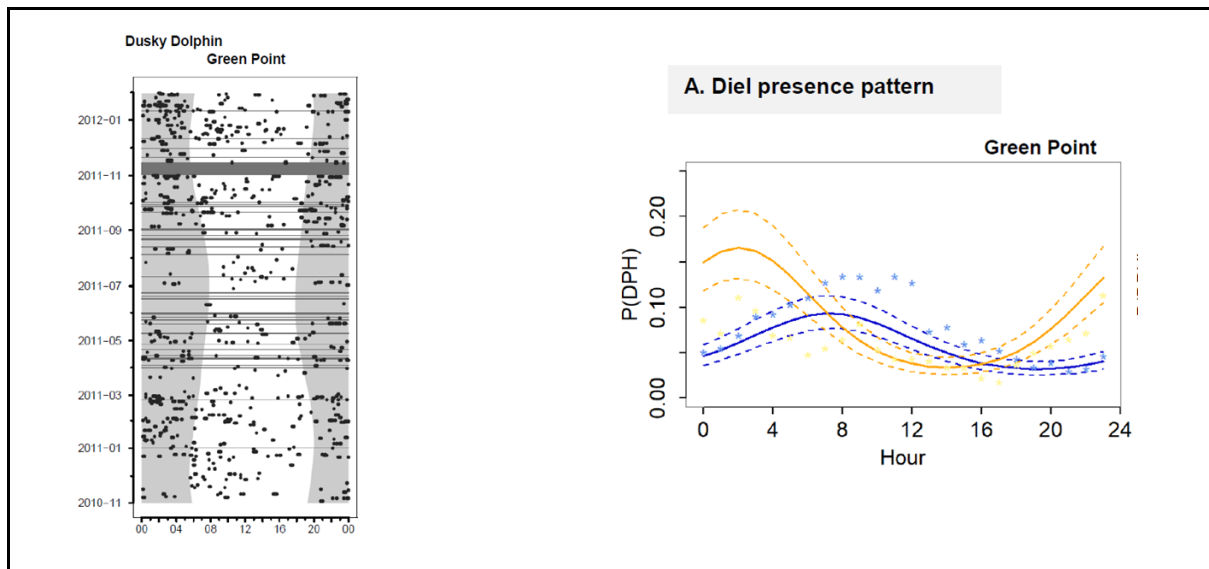 Dusky Dolphin
Green Point
2012-01
2011-11
2011-09
2011-07
2011-05
2011-03
2011-01
2010-11
00 04 08 12 16 20 00
A. Diel presence pattern
Green Point
P(DPH)
0.20
0.10
0.00
0 4 8 12 16 20 24
Hour